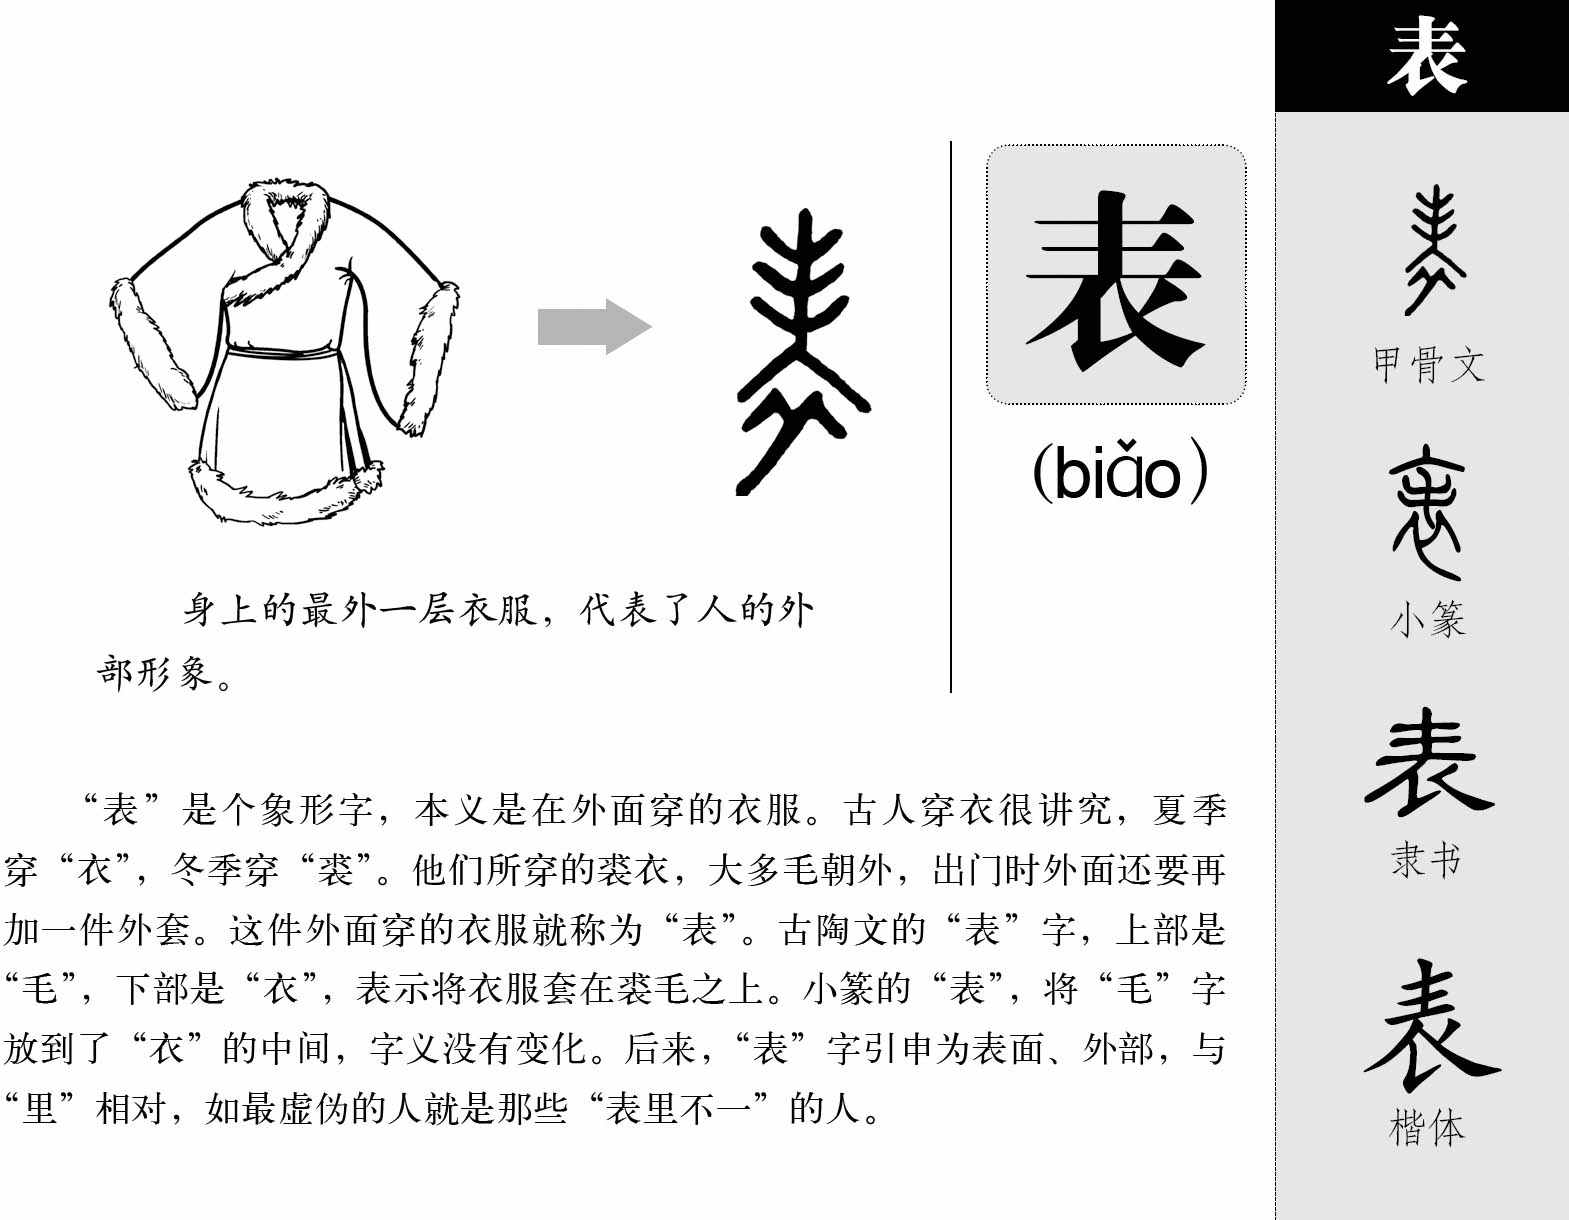 表
表
(biǎo)
身上的最外一层衣服，代表了人的外
部形象。
“表”是个象形字，本义是在外面穿的衣服。古人穿衣很讲究，夏季
穿“衣”，冬季穿“裘”。他们所穿的裘衣，大多毛朝外，出门时外面还要再
加一件外套。这件外面穿的衣服就称为“表”。古陶文的“表”字，上部是
“毛”，下部是“衣”，表示将衣服套在裘毛之上。小篆的“表”，将“毛”字
放到了“衣”的中间，字义没有变化。后来，“表”字引申为表面、外部，与
“里”相对，如最虚伪的人就是那些“表里不一”的人。
甲骨文
小篆
表
隶书
表
楷体